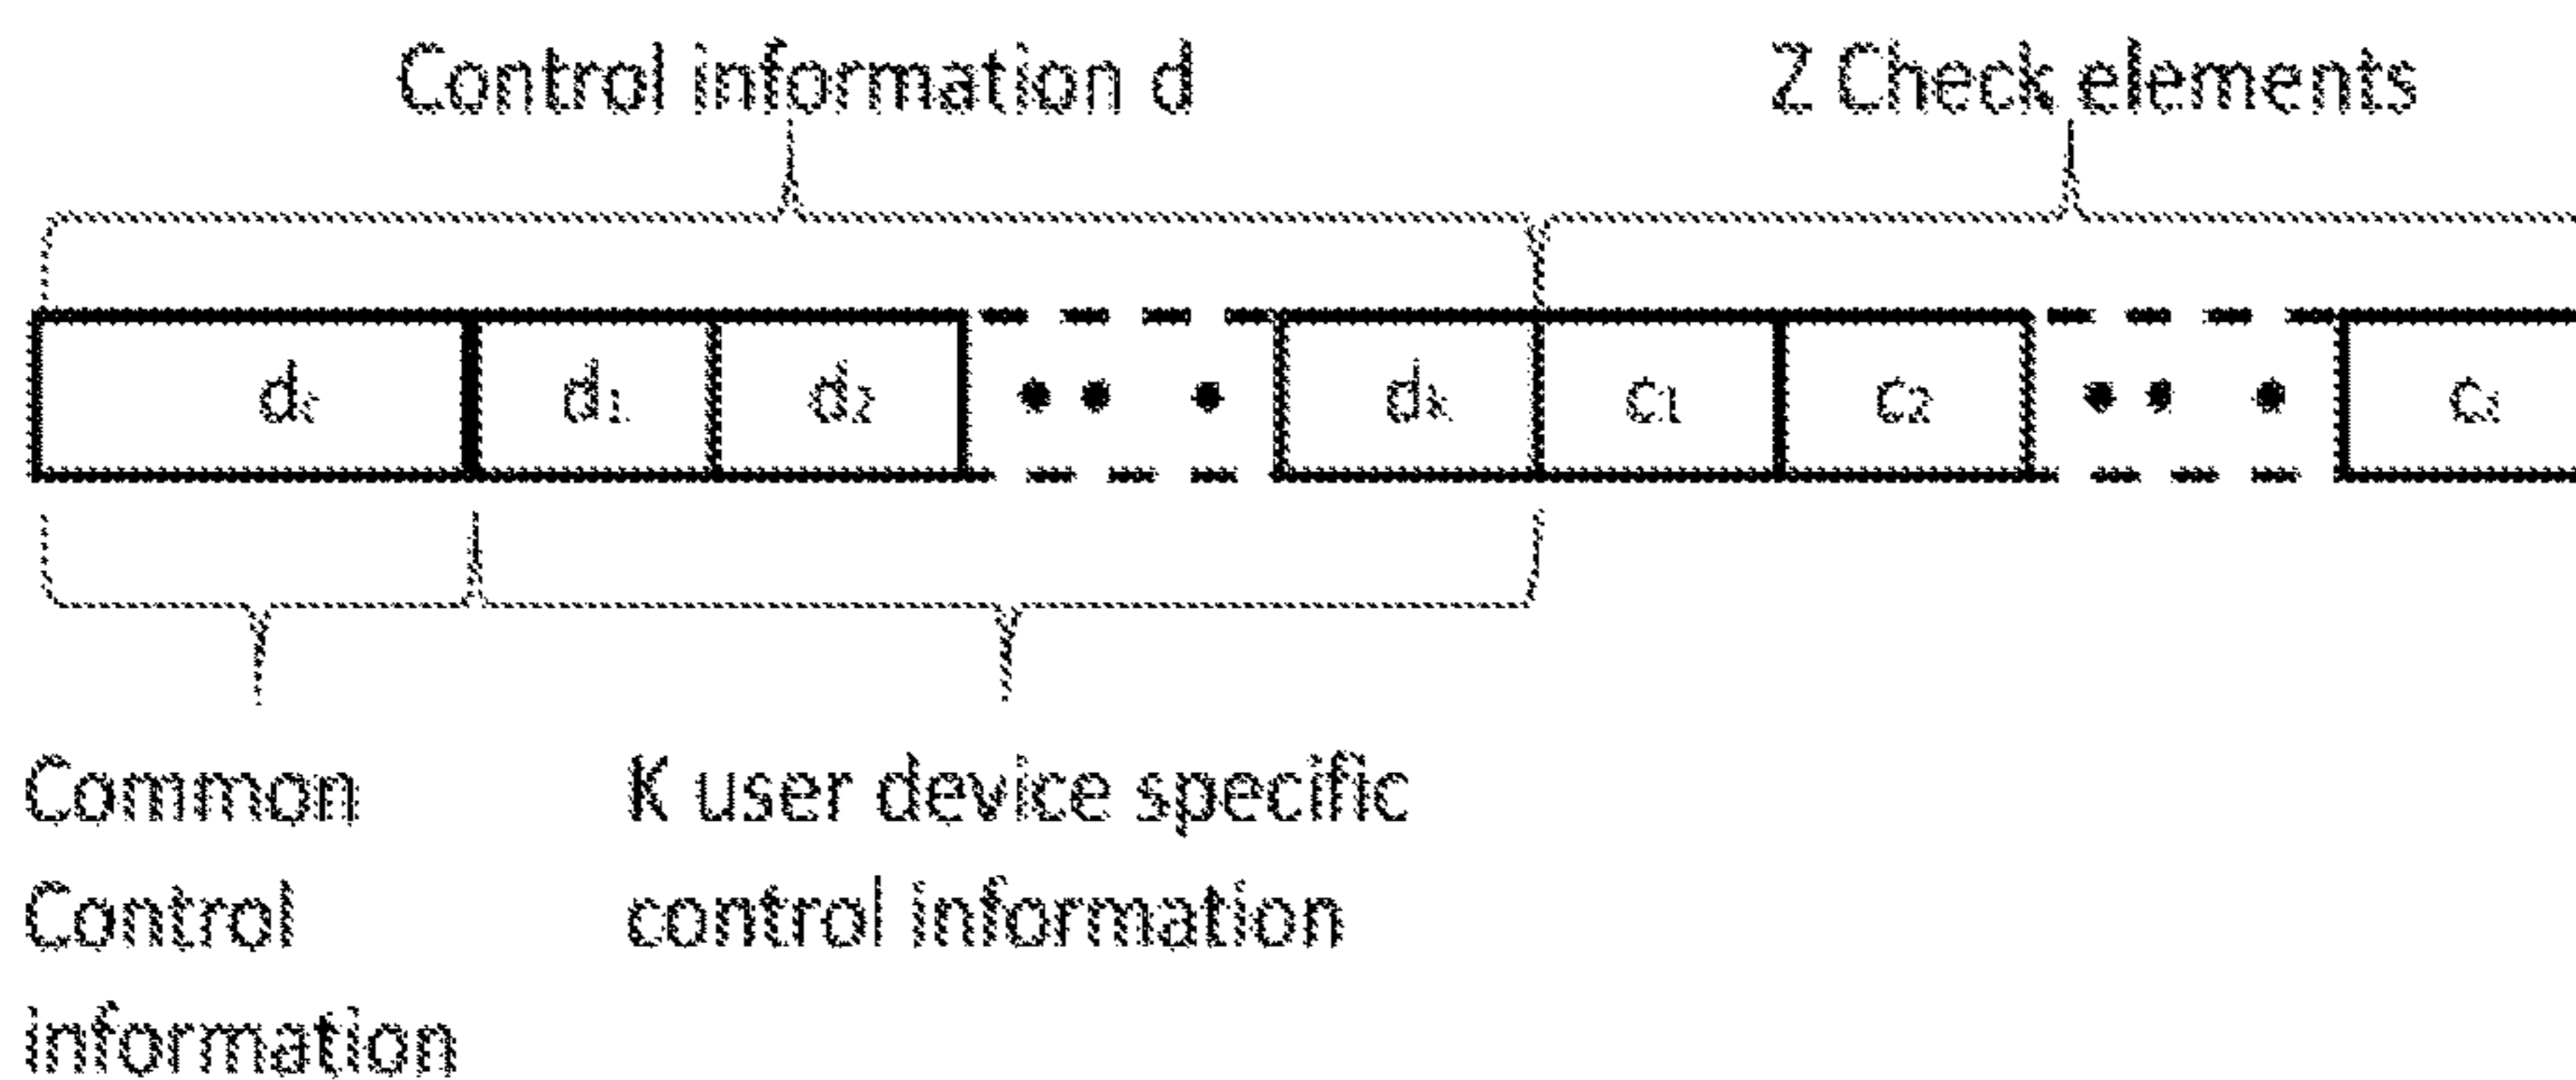 Control information d
Z Check elements
d₁
d₂
dₖ
c₁
c₂
Common
Control
information
K user device specific
control information